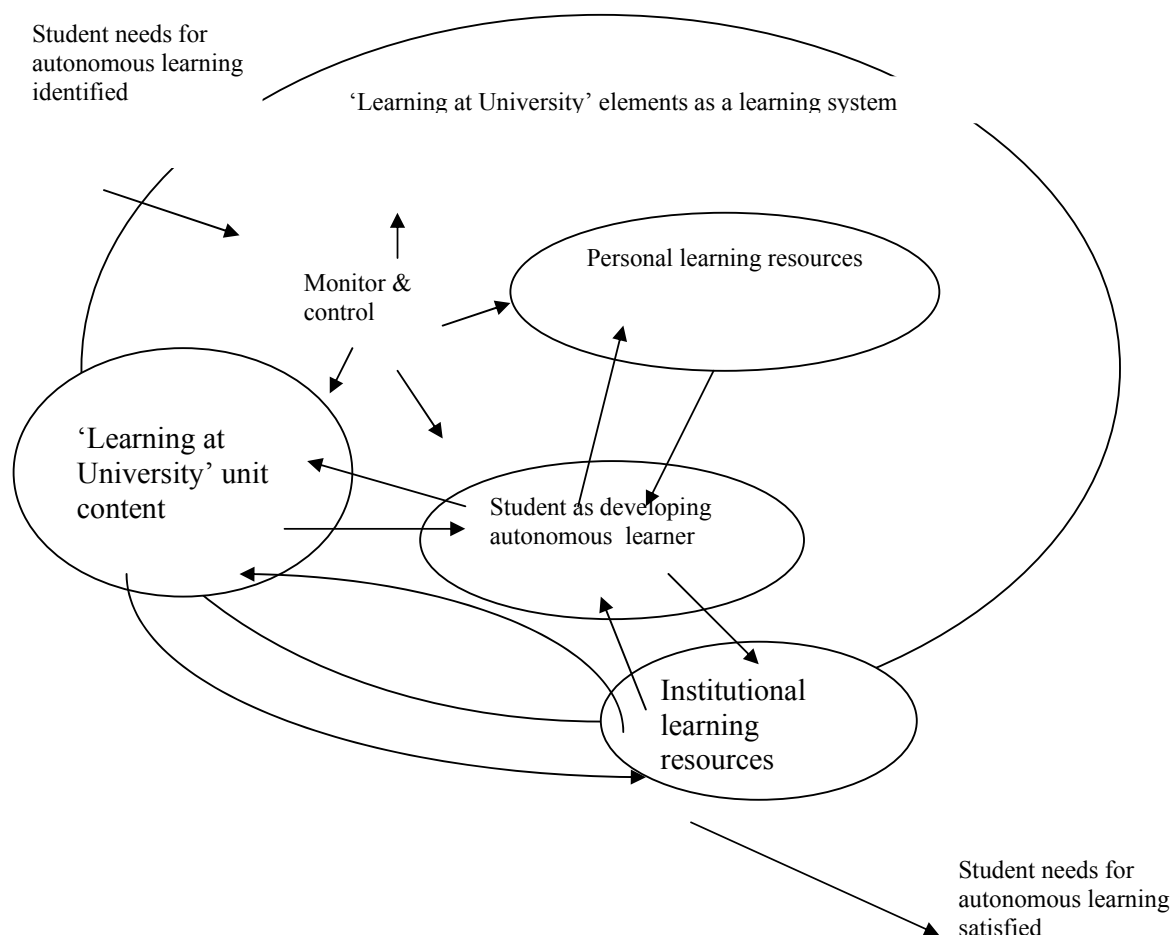 Student needs for
autonomous learning
identified
‘Learning at University’ elements as a learning system
Personal learning resources
Monitor &
control
‘Learning at
University’ unit
content
Student as developing
autonomous  learner
Institutional
learning
resources
Student needs for
autonomous learning
satisfied